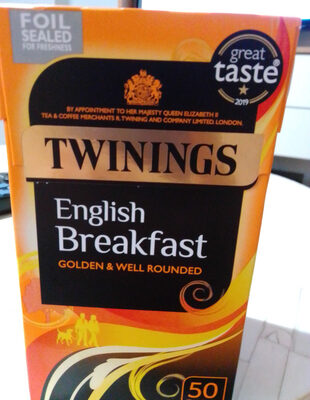 FOIL
SEALED
FOR FRESHNESS
great
taste
2019
BY APPOINTMENT TO HER MAJESTY QUEEN ELIZABETH II
TEA & COFFEE MERCHANTS R. TWINING AND COMPANY LIMITED, LONDON.
TWININGS
English
Breakfast
GOLDEN & WELL ROUNDED
50